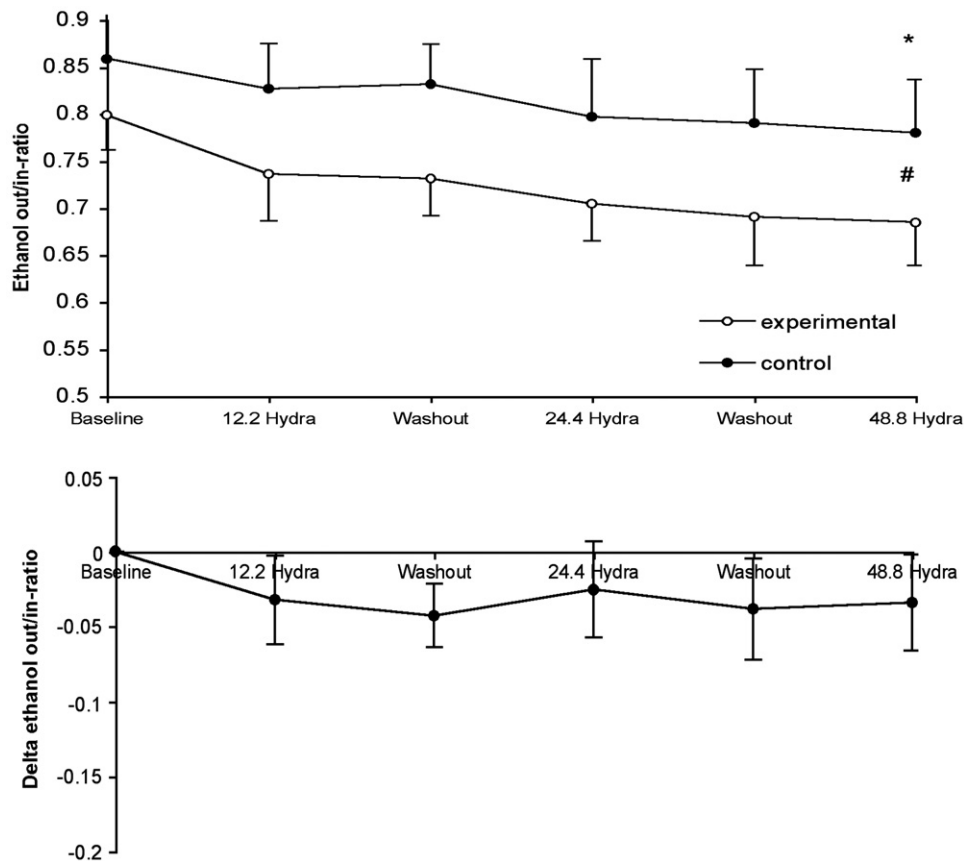 Ethanol out/in-ratio
0.9
0.85
0.8
0.75
0.7
0.65
0.6
0.55
0.5
*
#
experimental
control
Baseline 12.2 Hydra Washout 24.4 Hydra Washout 48.8 Hydra
Delta ethanol out/in-ratio
0.05
0
-0.05
-0.1
-0.15
-0.2
Baseline 12.2 Hydra Washout 24.4 Hydra Washout 48.8 Hydra